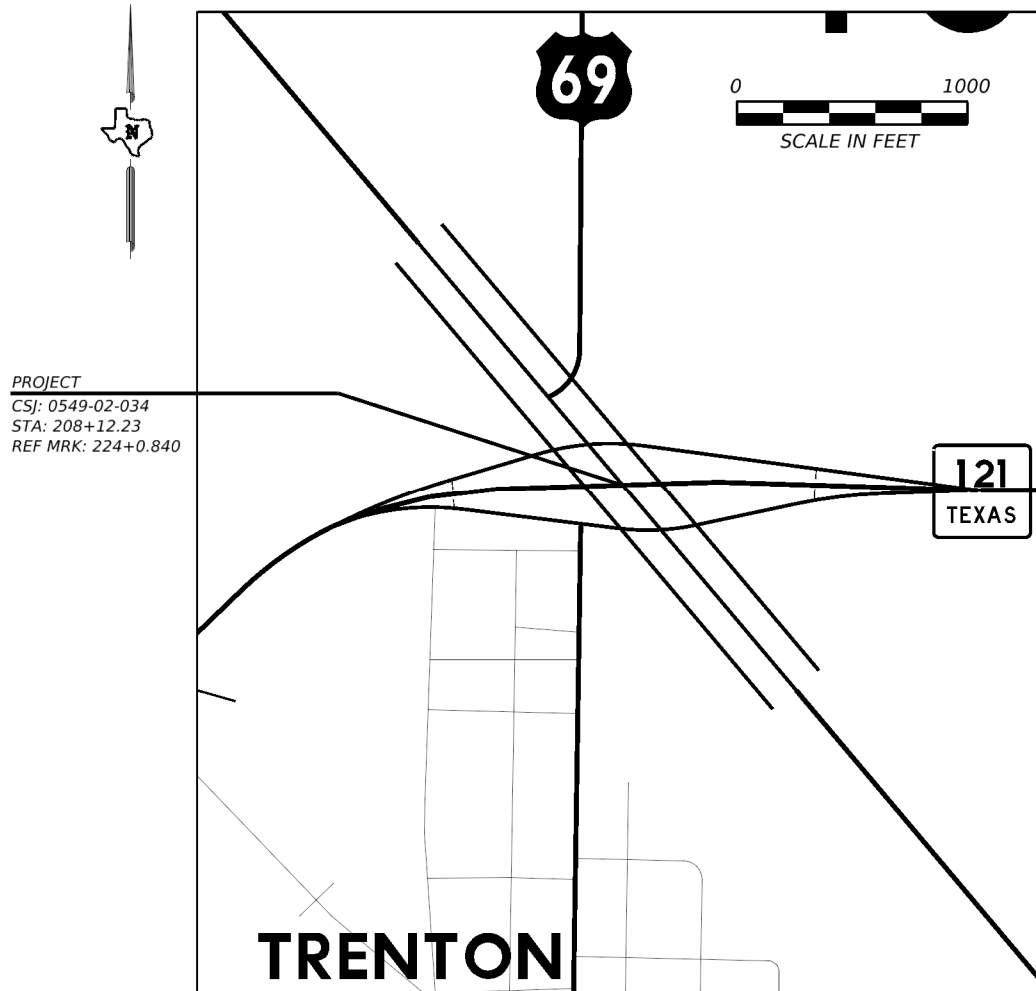 69
0 1000
SCALE IN FEET
N
PROJECT
CSJ: 0549-02-034
STA: 208+12.23
REF MRK: 224+0.840
121
TEXAS
TRENTON